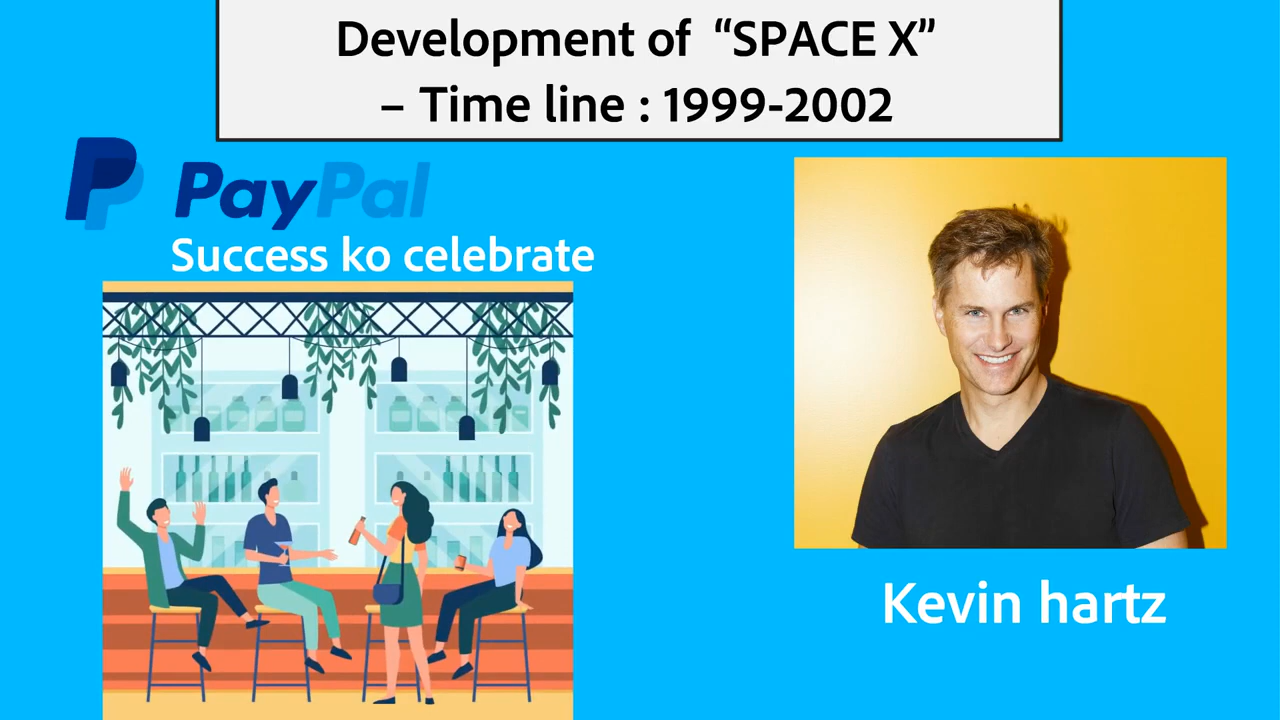 Development of “SPACE X”
– Time line : 1999-2002
PayPal
Success ko celebrate
Kevin hartz